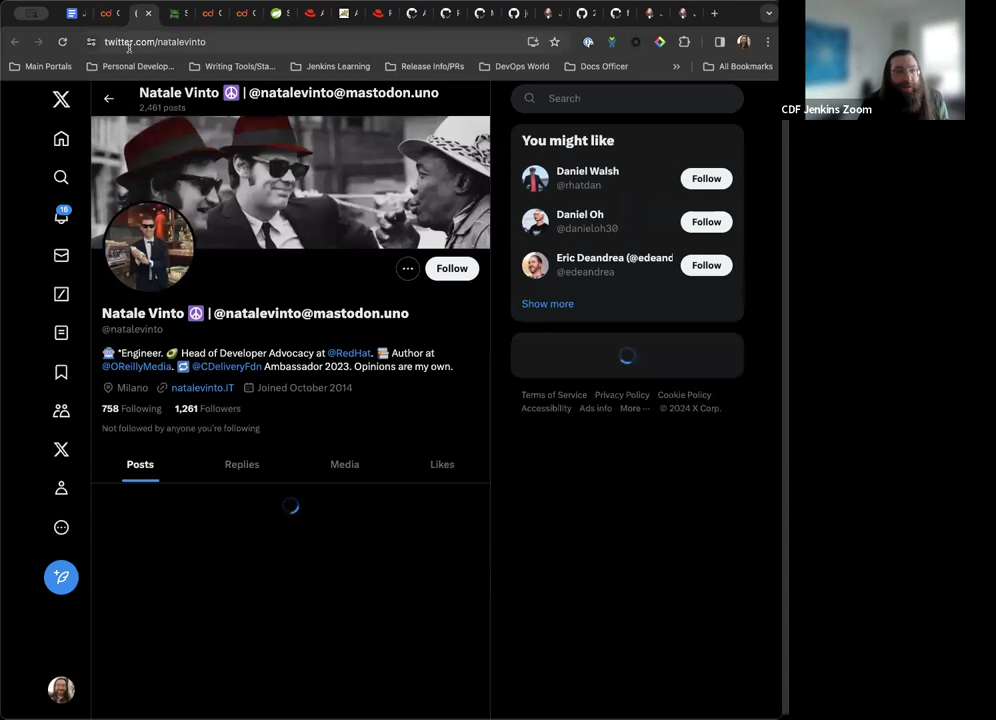 twitter.com/natalevinto
Main Portals
Personal Develop...
Writing Tools/Sta...
Jenkins Learning
Release Info/PRs
DevOps World
Docs Officer
»
All Bookmarks
CDF Jenkins Zoom
Natale Vinto ☮ | @natalevinto@mastodon.uno
2,461 posts
Search
You might like
Daniel Walsh
@rhatdan
Follow
Daniel Oh
@danieloh30
Follow
Eric Deandrea (@edeand
@edeandrea
Follow
Show more
16
Follow
Natale Vinto ☮ | @natalevinto@mastodon.uno
@natalevinto
*Engineer. 🥑 Head of Developer Advocacy at @RedHat. 📚 Author at
@OReillyMedia. 🔁 @CDeliveryFdn Ambassador 2023. Opinions are my own.
Milano natalevinto.IT Joined October 2014
758 Following 1,261 Followers
Not followed by anyone you're following
Posts
Replies
Media
Likes
Terms of Service Privacy Policy Cookie Policy
Accessibility Ads info More ··· © 2024 X Corp.